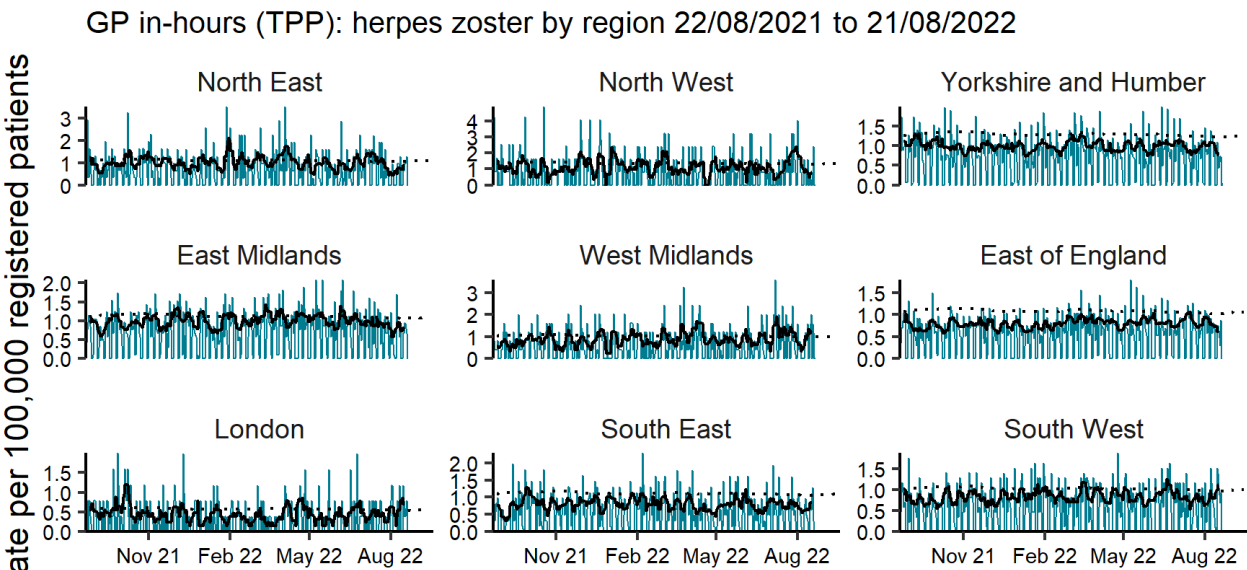 GP in-hours (TPP): herpes zoster by region 22/08/2021 to 21/08/2022
ate per 100,000 registered patients
North East
3
2
1
0
North West
4
3
2
1
0
Yorkshire and Humber
1.5
1.0
0.5
0.0
East Midlands
2.0
1.5
1.0
0.5
0.0
West Midlands
3
2
1
0
East of England
1.5
1.0
0.5
0.0
London
1.5
1.0
0.5
0.0
South East
2.0
1.5
1.0
0.5
0.0
South West
1.5
1.0
0.5
0.0
Nov 21 Feb 22 May 22 Aug 22
Nov 21 Feb 22 May 22 Aug 22
Nov 21 Feb 22 May 22 Aug 22